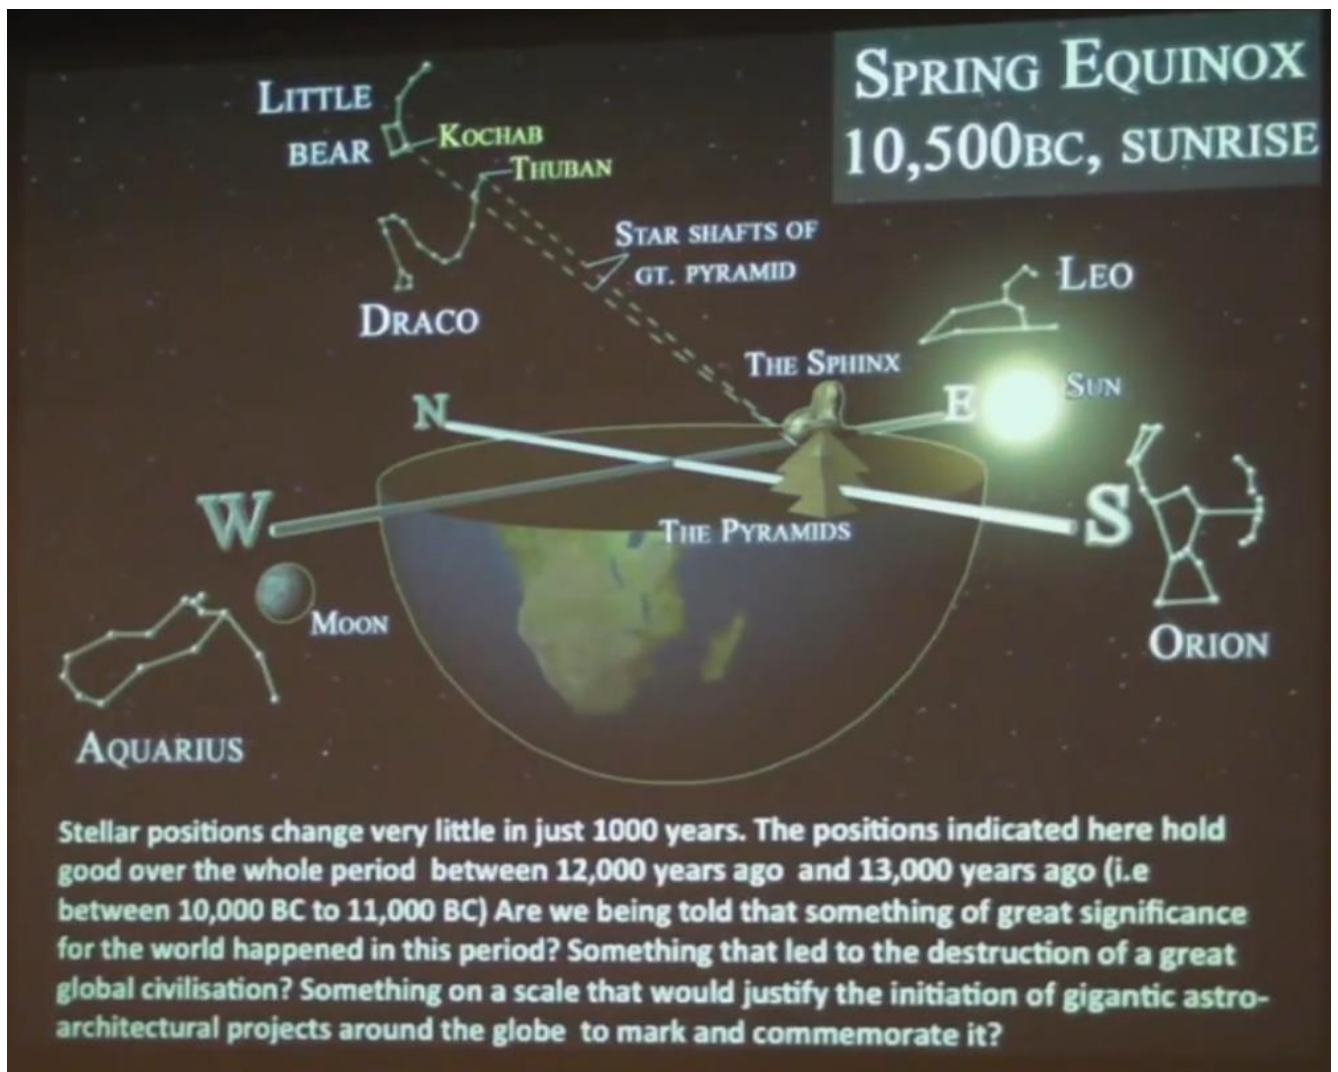 SPRING EQUINOX
10,500BC, SUNRISE
LITTLE
BEAR
KOCHAB
THUBAN
STAR SHAFTS OF
GT. PYRAMID
DRACO
LEO
THE SPHINX
SUN
N
E
W
S
THE PYRAMIDS
MOON
ORION
AQUARIUS
Stellar positions change very little in just 1000 years. The positions indicated here hold
good over the whole period between 12,000 years ago and 13,000 years ago (i.e
between 10,000 BC to 11,000 BC) Are we being told that something of great significance
for the world happened in this period? Something that led to the destruction of a great
global civilisation? Something on a scale that would justify the initiation of gigantic astro-
architectural projects around the globe to mark and commemorate it?